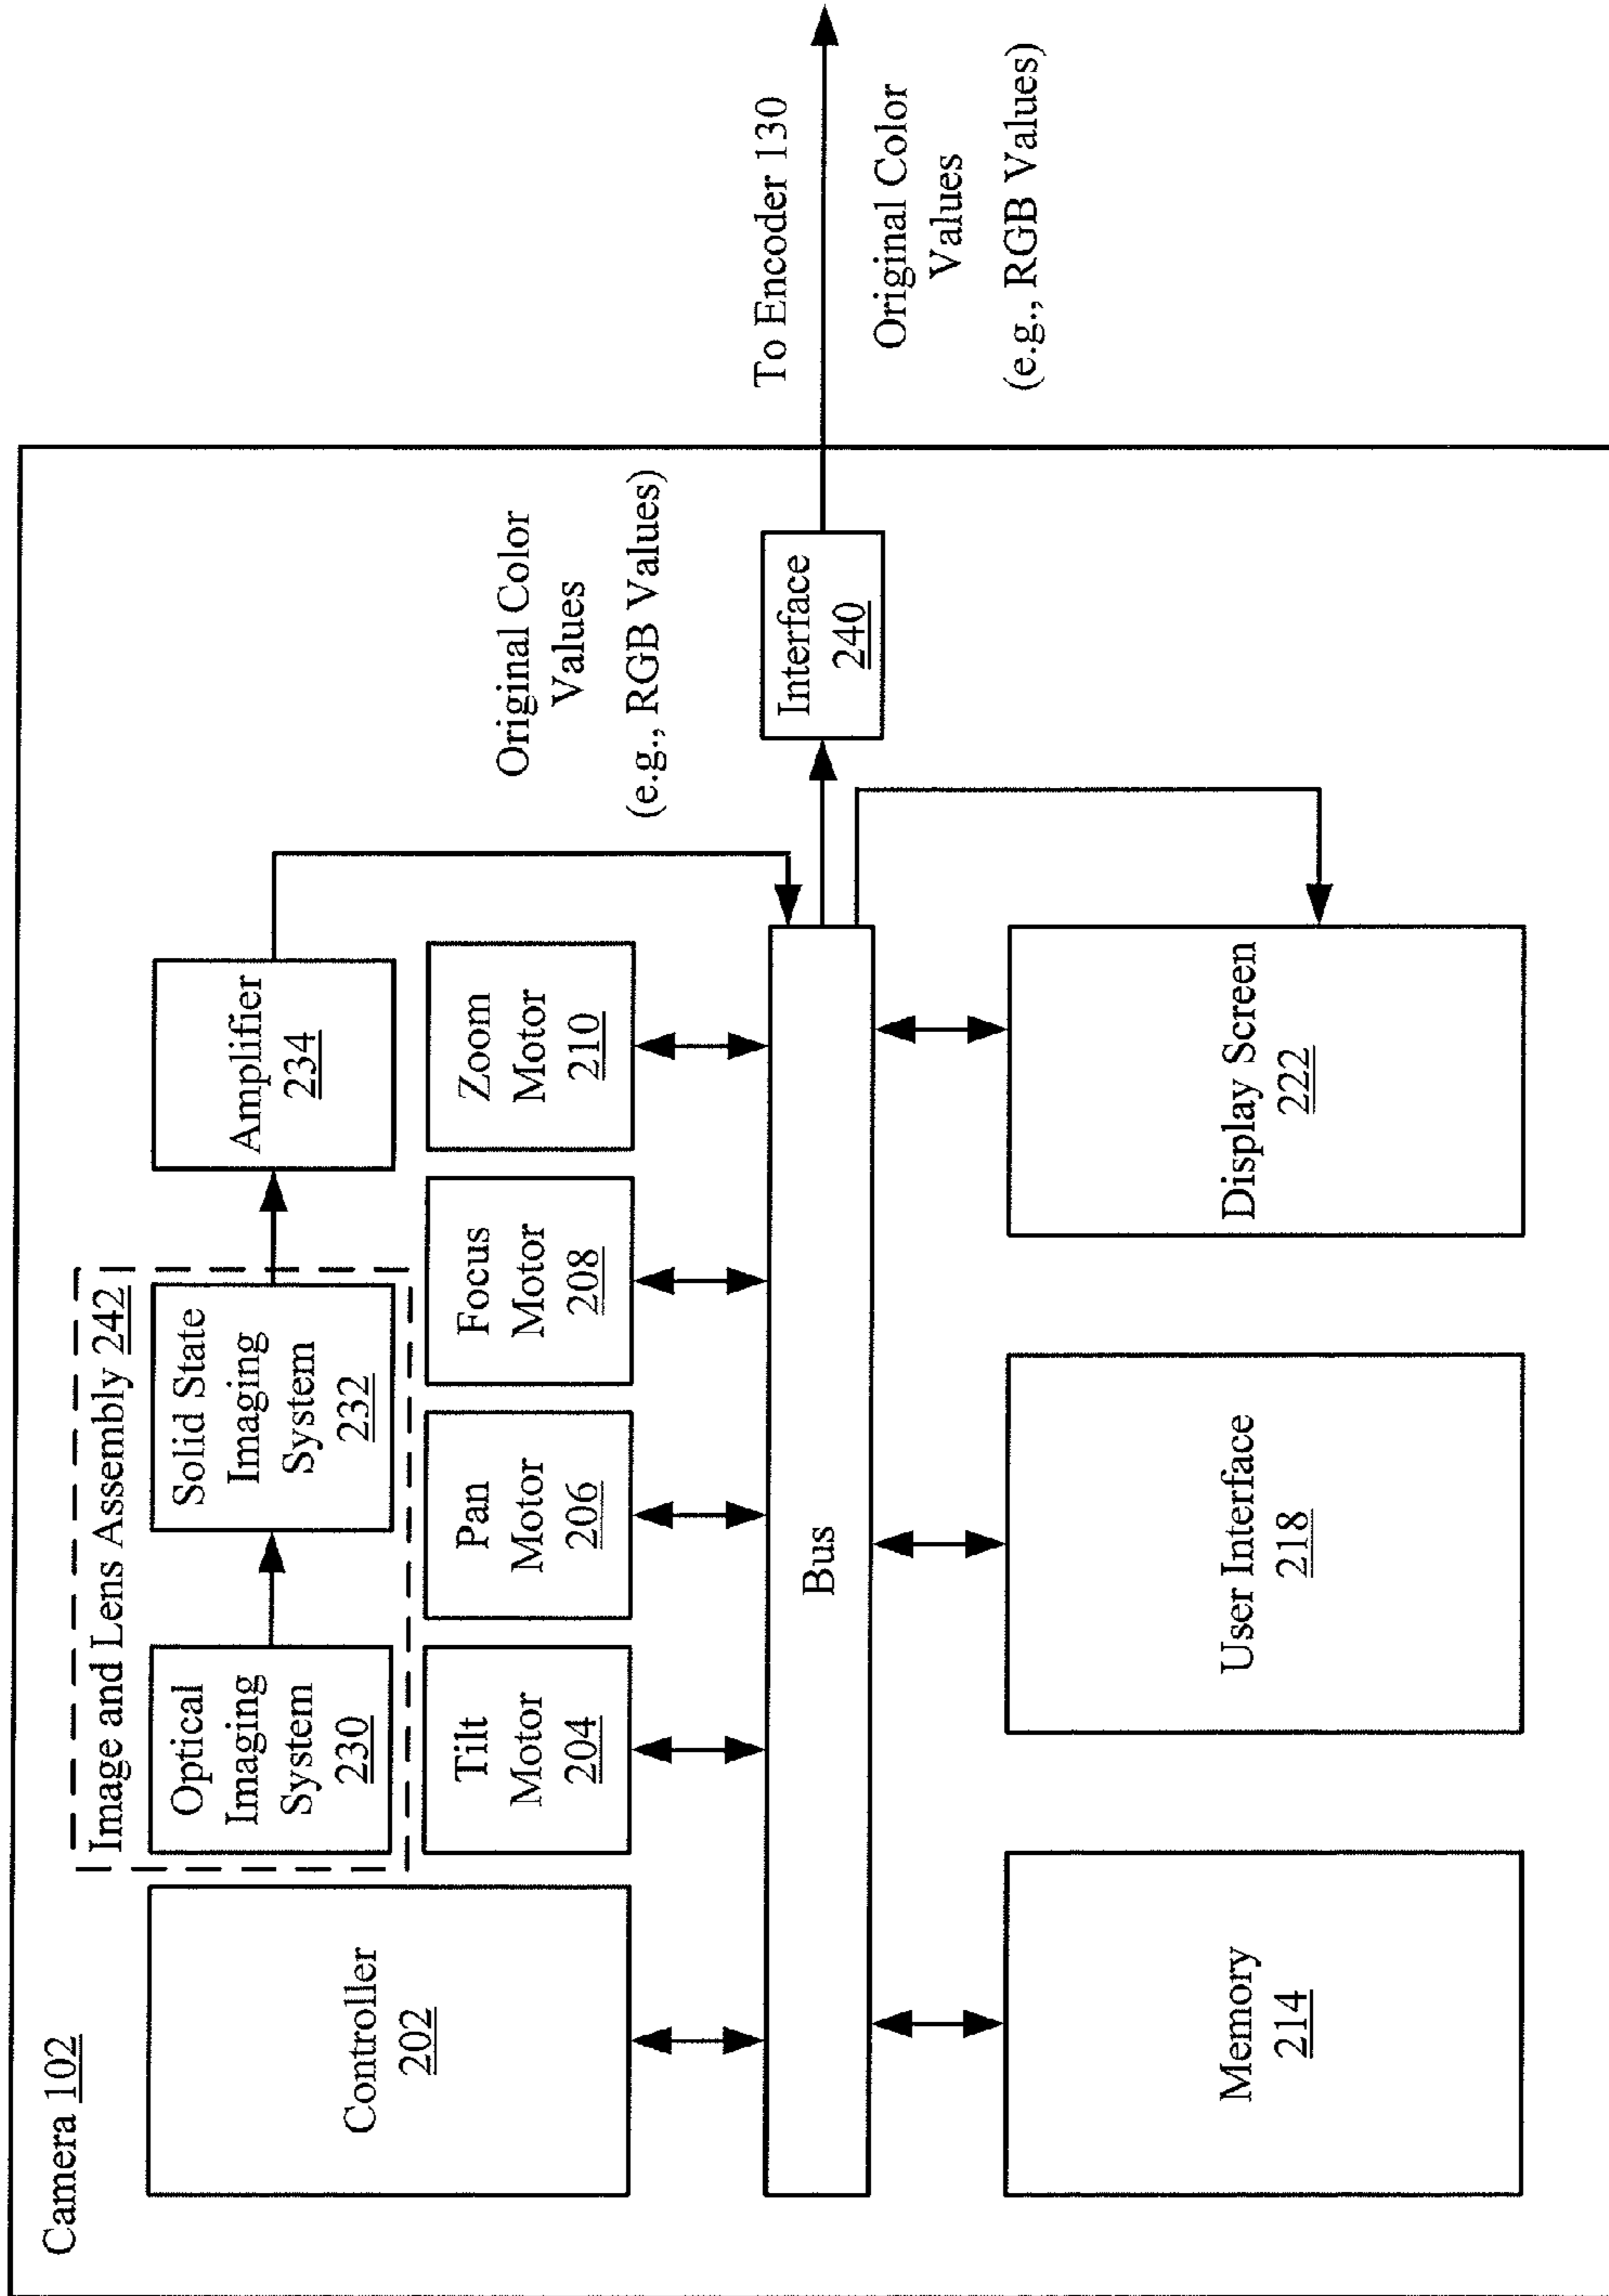 Camera 102
Image and Lens Assembly 242
Optical
Imaging
System
230
Solid State
Imaging
System
232
Amplifier
234
Controller
202
Tilt
Motor
204
Pan
Motor
206
Focus
Motor
208
Zoom
Motor
210
Original Color
Values
(e.g., RGB Values)
Bus
Interface
240
To Encoder 130
Original Color
Values
(e.g., RGB Values)
Memory
214
User Interface
218
Display Screen
222